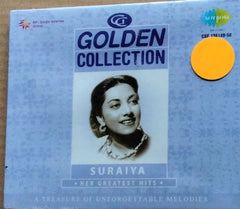 GOLDEN
COLLECTION
SURAIYA
• HER GREATEST HITS •
A TREASURE OF UNFORGETTABLE MELODIES